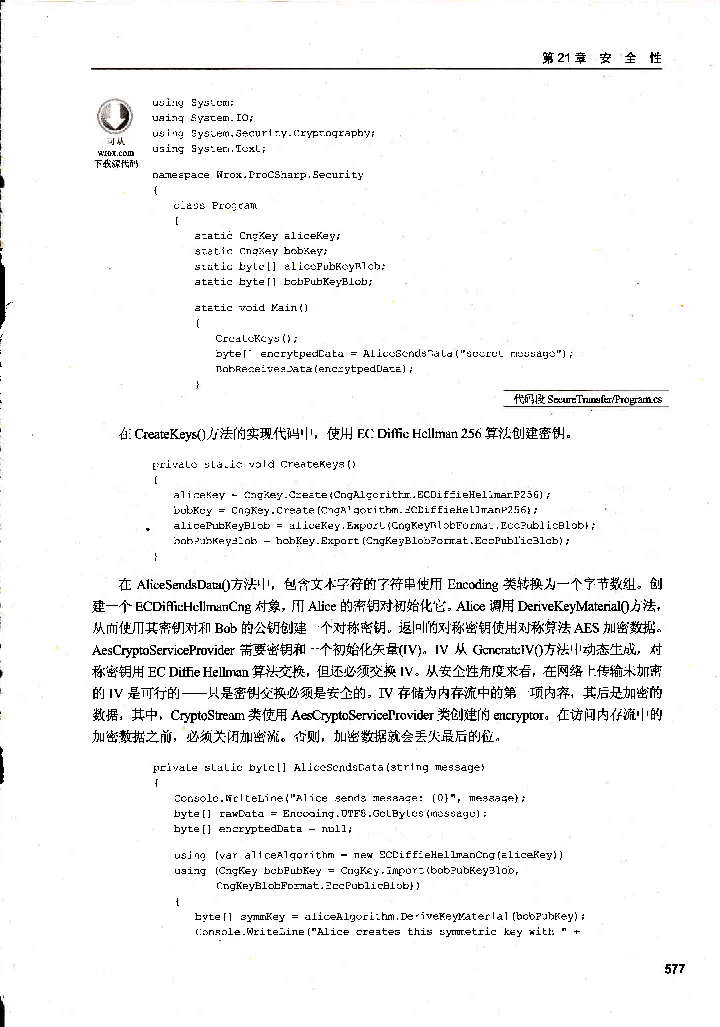 第21章 安 全 性
using System;
using System.IO;
using System.Security.Cryptography;
using System.Text;
可从
wrox.com
下载源代码
namespace Wrox.ProCSharp.Security
{
class Program
{
static CngKey aliceKey;
static CngKey bobKey;
static byte[] alicePubKeyBlob;
static byte[] bobPubKeyBlob;
static void Main()
{
CreateKeys();
byte[] encrytpedData = AliceSendsData("secret message");
BobReceivesData(encrytpedData);
}
代码段 SecureTransfer/Program.cs
在 CreateKeys()方法的实现代码中，使用 EC Diffie Hellman 256 算法创建密钥。
private static void CreateKeys()
{
aliceKey = CngKey.Create(CngAlgorithm.ECDiffieHellmanP256);
bobKey = CngKey.Create(CngAlgorithm.ECDiffieHellmanP256);
alicePubKeyBlob = aliceKey.Export(CngKeyBlobFormat.EccPublicBlob);
bobPubKeyBlob = bobKey.Export(CngKeyBlobFormat.EccPublicBlob);
}
在 AliceSendsData()方法中，包含文本字符的字符串使用 Encoding 类转换为一个字节数组。创
建一个 ECDiffieHellmanCng 对象，用 Alice 的密钥对初始化它。Alice 调用 DeriveKeyMaterial()方法，
从而使用其密钥对和 Bob 的公钥创建一个对称密钥。返回的对称密钥使用对称算法 AES 加密数据。
AesCryptoServiceProvider 需要密钥和一个初始化矢量(IV)。IV 从 GenerateIV()方法中动态生成，对
称密钥用 EC Diffie Hellman 算法交换，但还必须交换 IV。从安全性角度来看，在网络上传输未加密
的 IV 是可行的——只是密钥交换必须是安全的。IV 存储为内存流中的第一项内容，其后是加密的
数据，其中，CryptoStream 类使用 AesCryptoServiceProvider 类创建的 encryptor。在访问内存流中的
加密数据之前，必须关闭加密流。否则，加密数据就会丢失最后的位。
private static byte[] AliceSendsData(string message)
{
Console.WriteLine("Alice sends message: {0}", message);
byte[] rawData = Encoding.UTF8.GetBytes(message);
byte[] encryptedData = null;
using (var aliceAlgorithm = new ECDiffieHellmanCng(aliceKey))
using (CngKey bobPubKey = CngKey.Import(bobPubKeyBlob,
CngKeyBlobFormat.EccPublicBlob))
{
byte[] symmKey = aliceAlgorithm.DeriveKeyMaterial(bobPubKey);
Console.WriteLine("Alice creates this symmetric key with " +
577